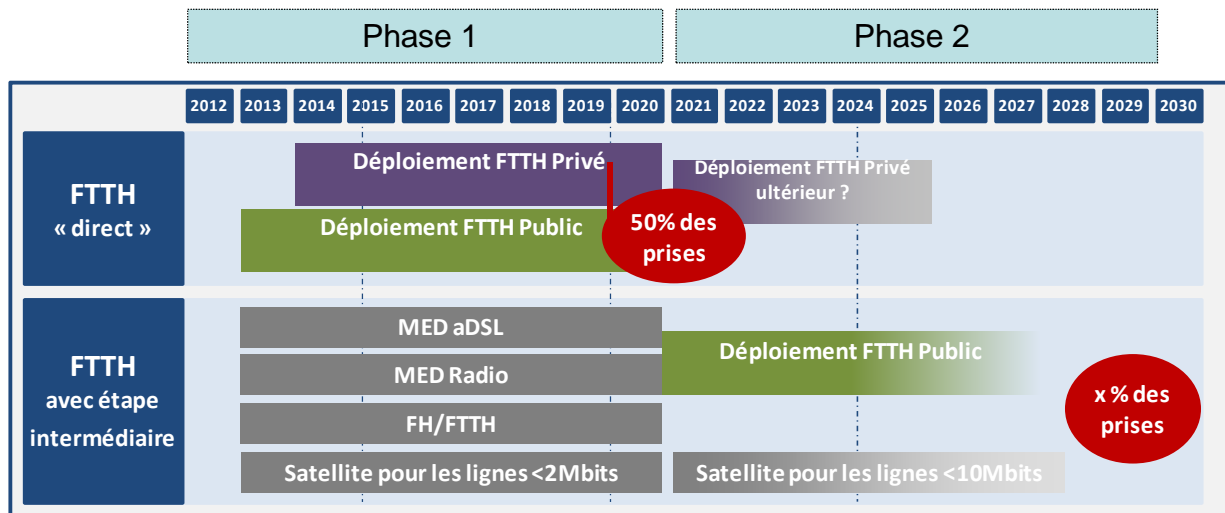 Phase 1
Phase 2
2012 2013 2014 2015 2016 2017 2018 2019 2020 2021 2022 2023 2024 2025 2026 2027 2028 2029 2030
FTTH
« direct »
Déploiement FTTH Privé
Déploiement FTTH Privé
ultérieur ?
Déploiement FTTH Public
50% des
prises
FTTH
avec étape
intermédiaire
MED aDSL
MED Radio
FH/FTTH
Satellite pour les lignes <2Mbits
Déploiement FTTH Public
Satellite pour les lignes <10Mbits
x % des
prises